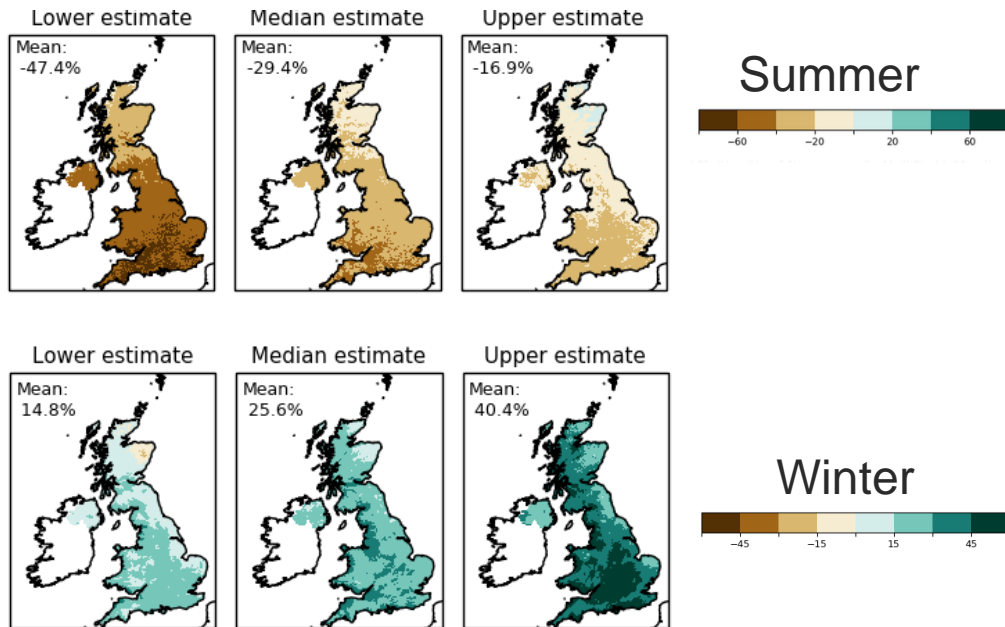 Lower estimate
Median estimate
Upper estimate
Mean:
-47.4%
Mean:
-29.4%
Mean:
-16.9%
Summer
−60
−20
20
60
Lower estimate
Median estimate
Upper estimate
Mean:
14.8%
Mean:
25.6%
Mean:
40.4%
Winter
−45
−15
15
45